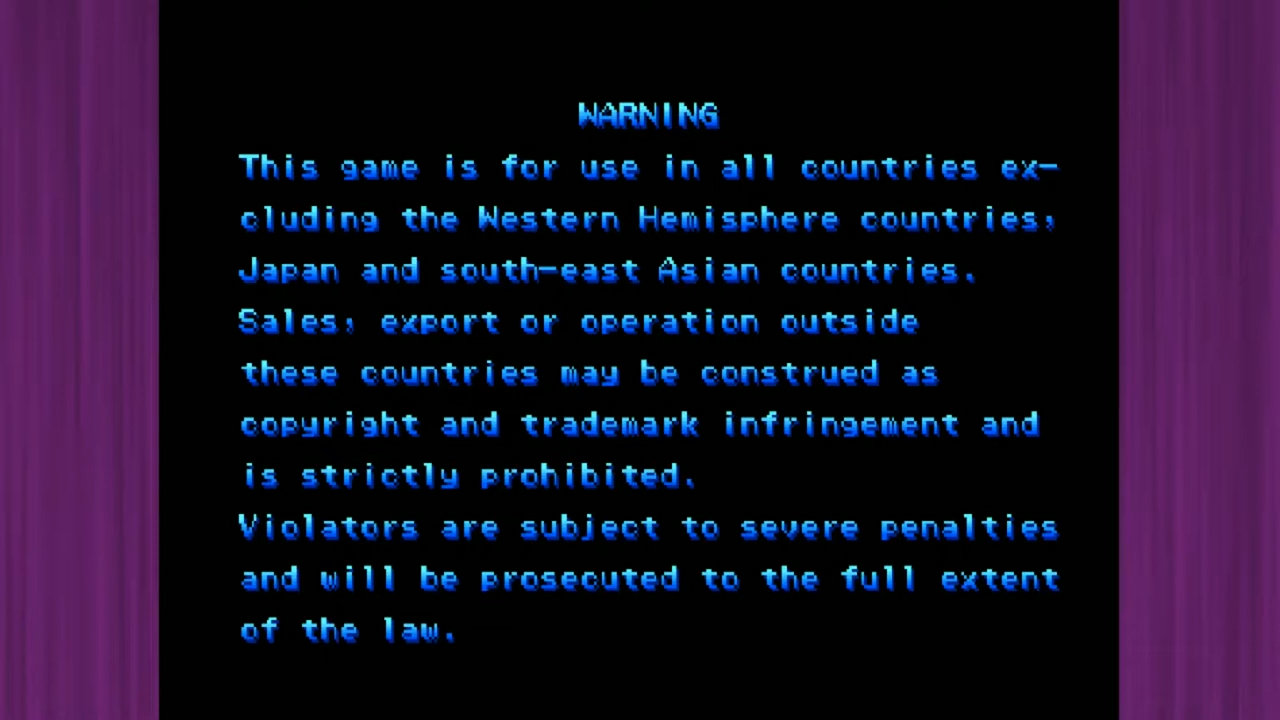 WARNING
This game is for use in all countries ex-
cluding the Western Hemisphere countries,
Japan and south-east Asian countries.
Sales, export or operation outside
these countries may be construed as
copyright and trademark infringement and
is strictly prohibited.
Violators are subject to severe penalties
and will be prosecuted to the full extent
of the law.